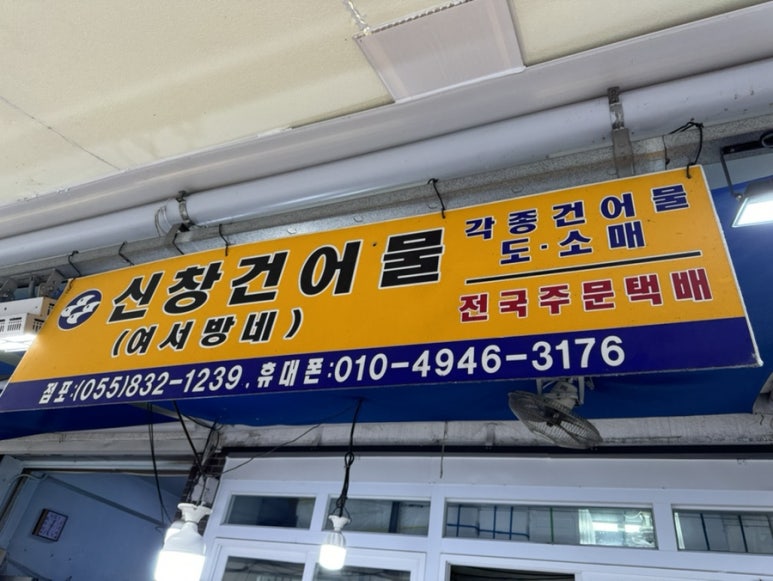 신창건어물
(여서방네)
각종건어물
도·소매
전국주문택배
점포:(055)832-1239, 휴대폰:010-4946-3176